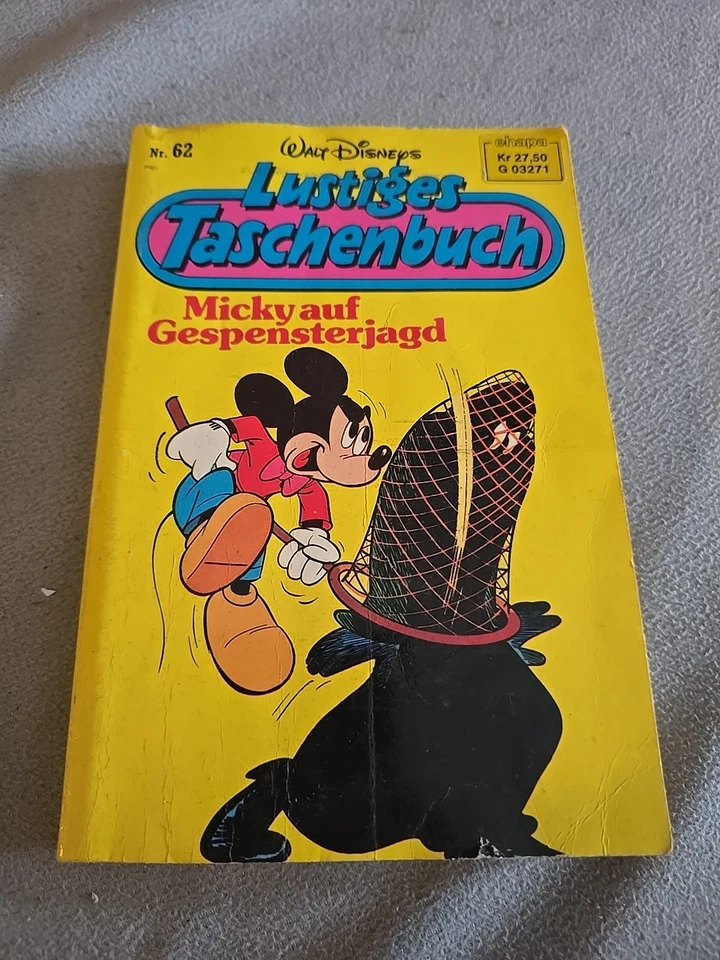 Nr. 62
Walt Disneys
ehapa
Kr 27,50
G 03271
Lustiges
Taschenbuch
Micky auf
Gespensterjagd